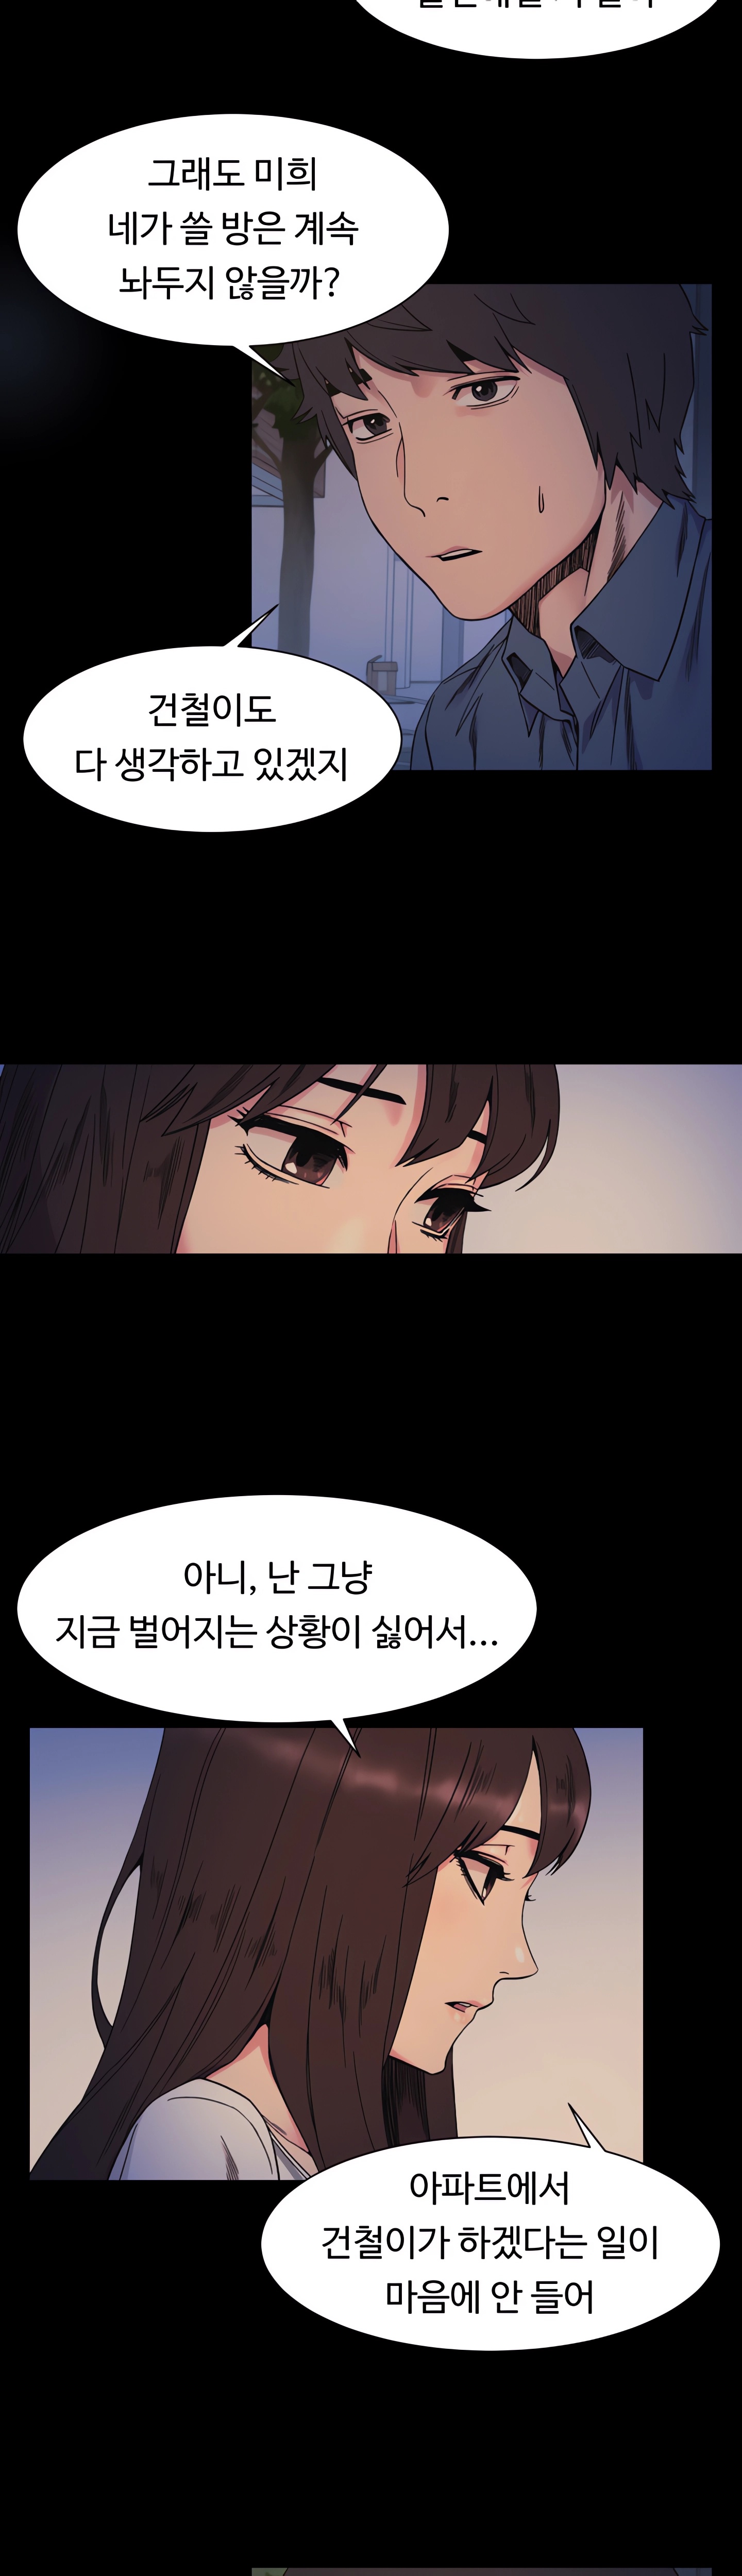 그래도 미희
네가 쓸 방은 계속
놔두지 않을까?
건철이도
다 생각하고 있겠지
아니, 난 그냥
지금 벌어지는 상황이 싫어서...
아파트에서
건철이가 하겠다는 일이
마음에 안 들어